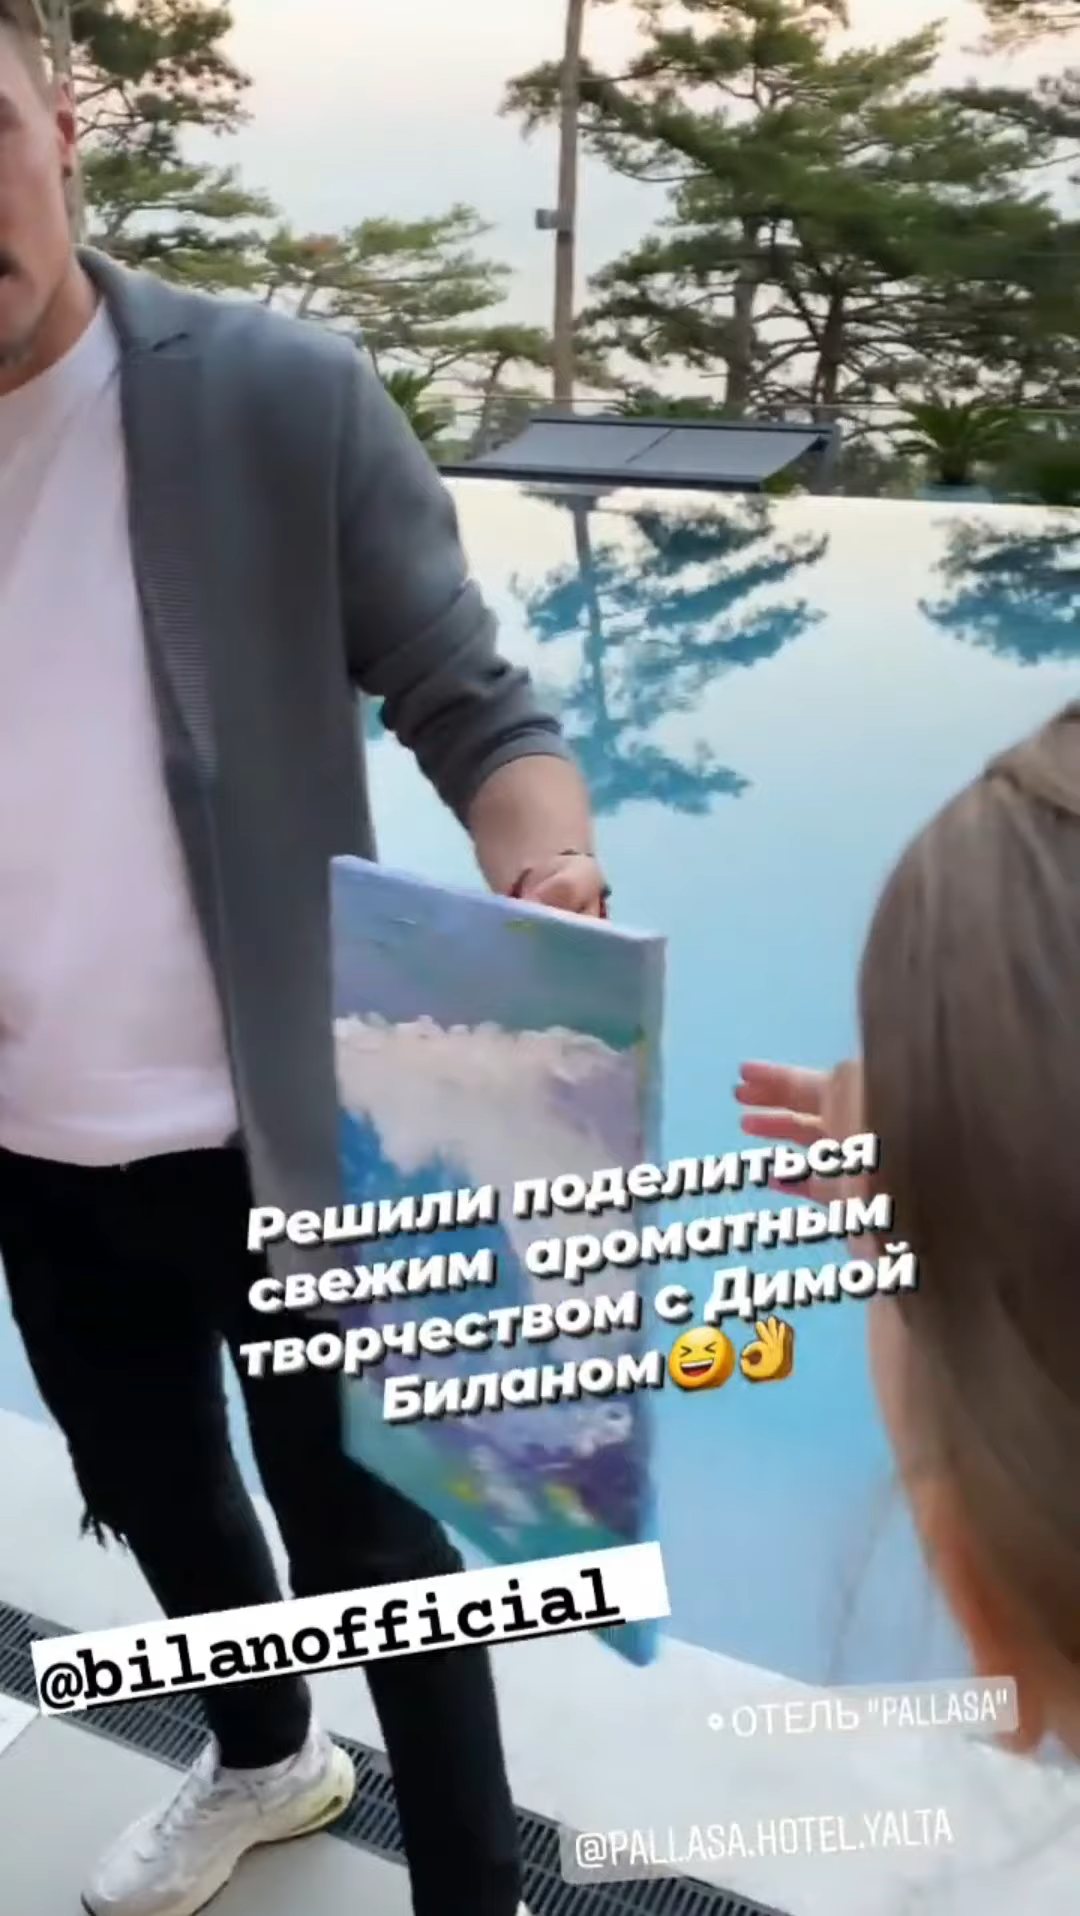 Решили поделиться
свежим ароматным
творчеством с Димой
Биланом😆👌
@bilanofficial
ОТЕЛЬ "PALLASA"
@PALLASA.HOTEL.YALTA